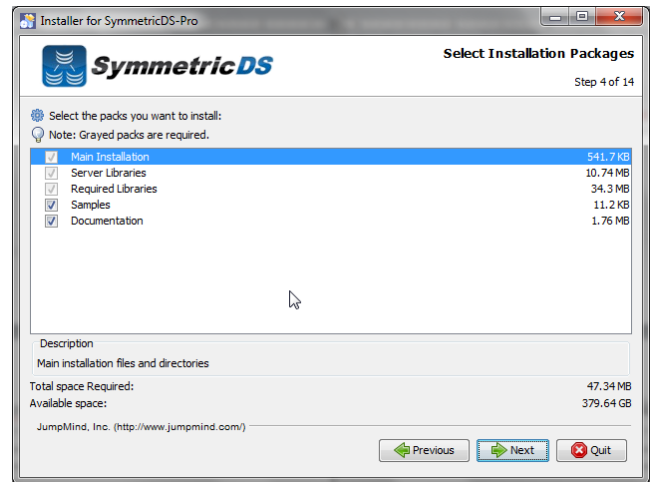 Installer for SymmetricDS-Pro
SymmetricDS
Select Installation Packages
Step 4 of 14
Select the packs you want to install:
Note: Grayed packs are required.
Main Installation 541.7 KB
Server Libraries 10.74 MB
Required Libraries 34.3 MB
Samples 11.2 KB
Documentation 1.76 MB
Description
Main installation files and directories
Total space Required: 47.34 MB
Available space: 379.64 GB
JumpMind, Inc. (http://www.jumpmind.com/)
Previous Next Quit